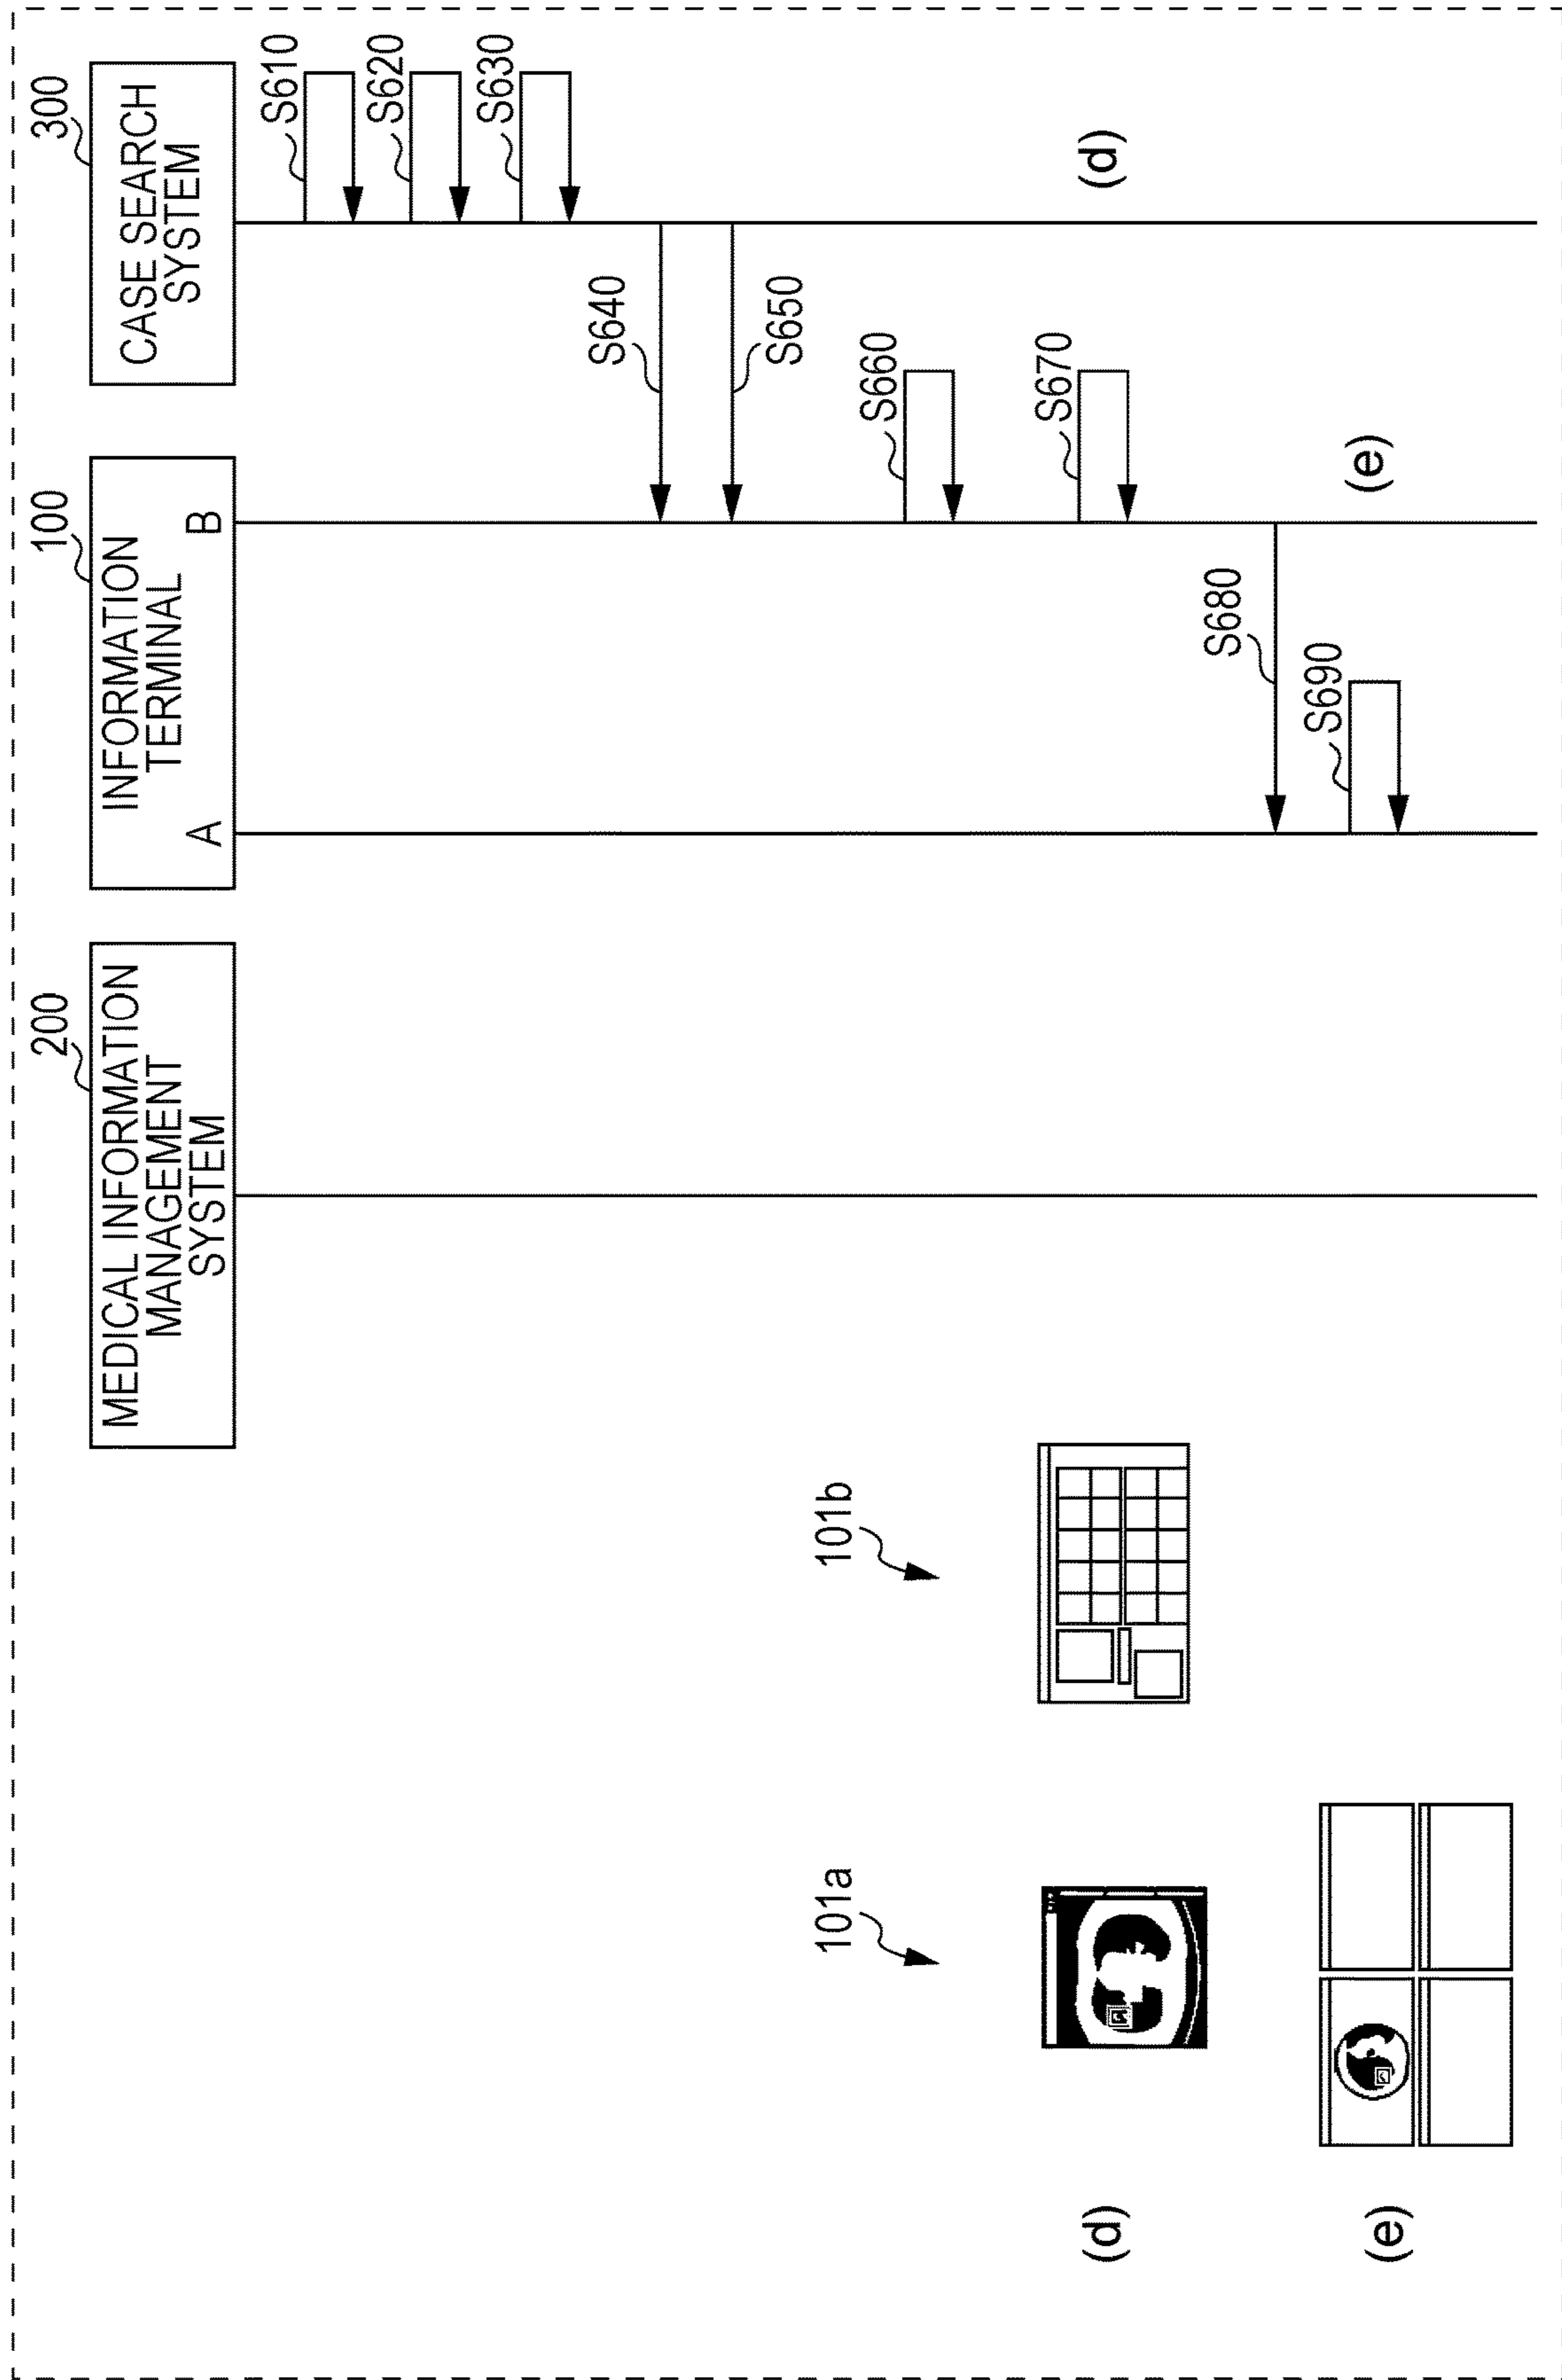 200
MEDICAL INFORMATION
MANAGEMENT
SYSTEM
100
INFORMATION
TERMINAL
A
B
300
CASE SEARCH
SYSTEM
S610
S620
S630
S640
S650
101a
101b
S660
(d)
S670
(d)
S680
(e)
S690
(e)